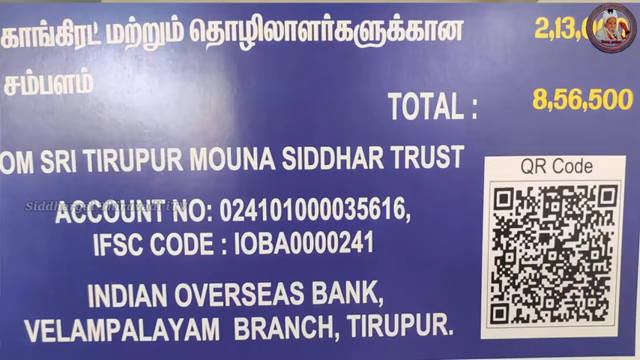 காங்கிரட் மற்றும் தொழிலாளர்களுக்கான
சம்பளம்
TOTAL : 8,56,500
OM SRI TIRUPUR MOUNA SIDDHAR TRUST
ACCOUNT NO: 024101000035616,
IFSC CODE : IOBA0000241
INDIAN OVERSEAS BANK,
VELAMPALAYAM BRANCH, TIRUPUR.
QR Code